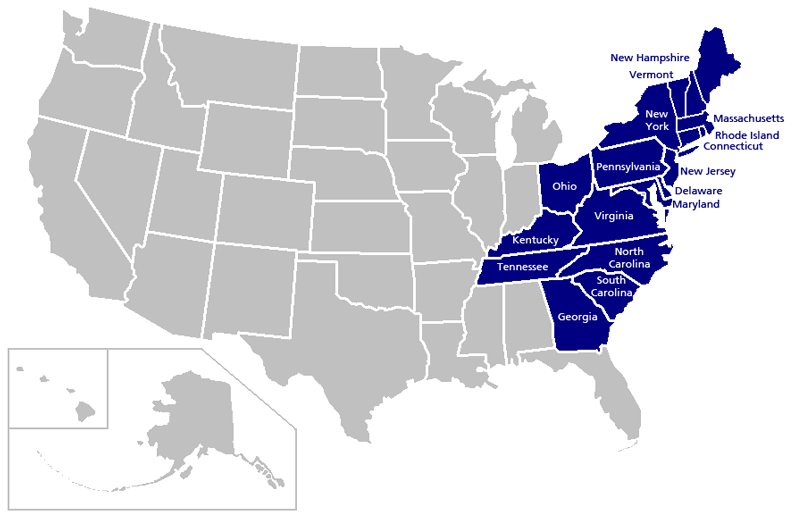 New Hampshire
Vermont
New
York
Massachusetts
Rhode Island
Connecticut
Pennsylvania
New Jersey
Ohio
Delaware
Maryland
Virginia
Kentucky
North
Carolina
Tennessee
South
Carolina
Georgia